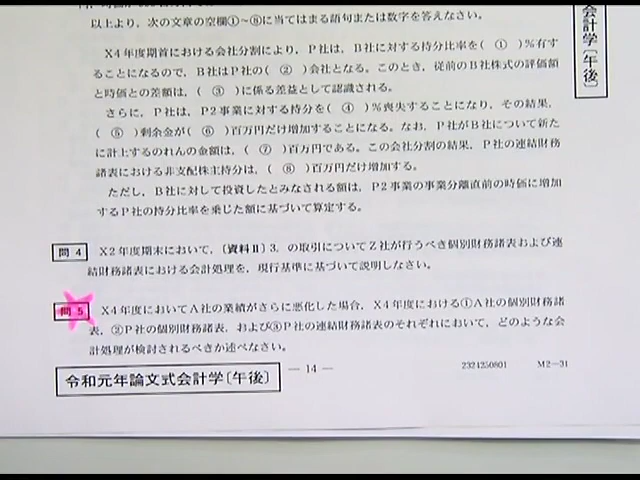 以上より，次の文章の空欄①～⑧に当てはまる語句または数字を答えなさい。
X4年度期首における会社分割により，P社は，B社に対する持分比率を（ ① ）％有す
ることになるので，B社はP社の（ ② ）会社となる。このとき，従前のB社株式の評価額
と時価との差額は，（ ③ ）に係る差益として認識される。
さらに，P社は，P2事業に対する持分を（ ④ ）％喪失することになり，その結果，
（ ⑤ ）剰余金が（ ⑥ ）百万円だけ増加することになる。なお，P社がB社について新た
に計上するのれんの金額は，（ ⑦ ）百万円である。この会社分割の結果，P社の連結財務
諸表における非支配株主持分は，（ ⑧ ）百万円だけ増加する。
ただし，B社に対して投資したとみなされる額は，P2事業の事業分離直前の時価に増加
するP社の持分比率を乗じた額に基づいて算定する。
問4 X2年度期末において，〔資料Ⅱ〕3．の取引についてZ社が行うべき個別財務諸表および連
結財務諸表における会計処理を，現行基準に基づいて説明しなさい。
問5 X4年度においてA社の業績がさらに悪化した場合，X4年度における①A社の個別財務諸
表，②P社の個別財務諸表，および③P社の連結財務諸表のそれぞれにおいて，どのような会
計処理が検討されるべきか述べなさい。
— 14 —
2324250801 M2—31
令和元年論文式会計学〔午後〕
会計学〔午後〕